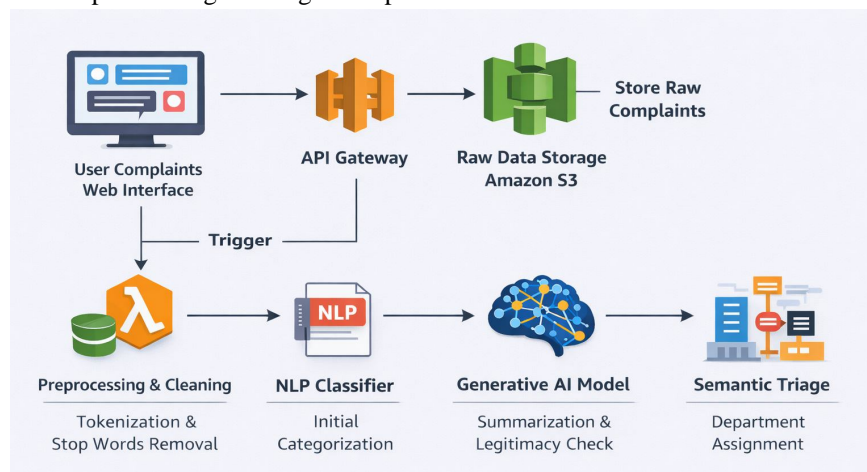 User Complaints
Web Interface
API Gateway
Raw Data Storage
Amazon S3
Store Raw
Complaints
Trigger
NLP
Preprocessing & Cleaning
Tokenization &
Stop Words Removal
NLP Classifier
Initial
Categorization
Generative AI Model
Summarization &
Legitimacy Check
Semantic Triage
Department
Assignment